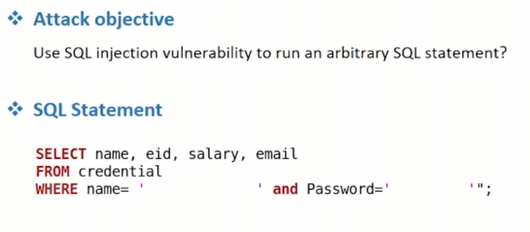 Attack objective
Use SQL injection vulnerability to run an arbitrary SQL statement?
SQL Statement
SELECT name, eid, salary, email
FROM credential
WHERE name= '              ' and Password='          '";